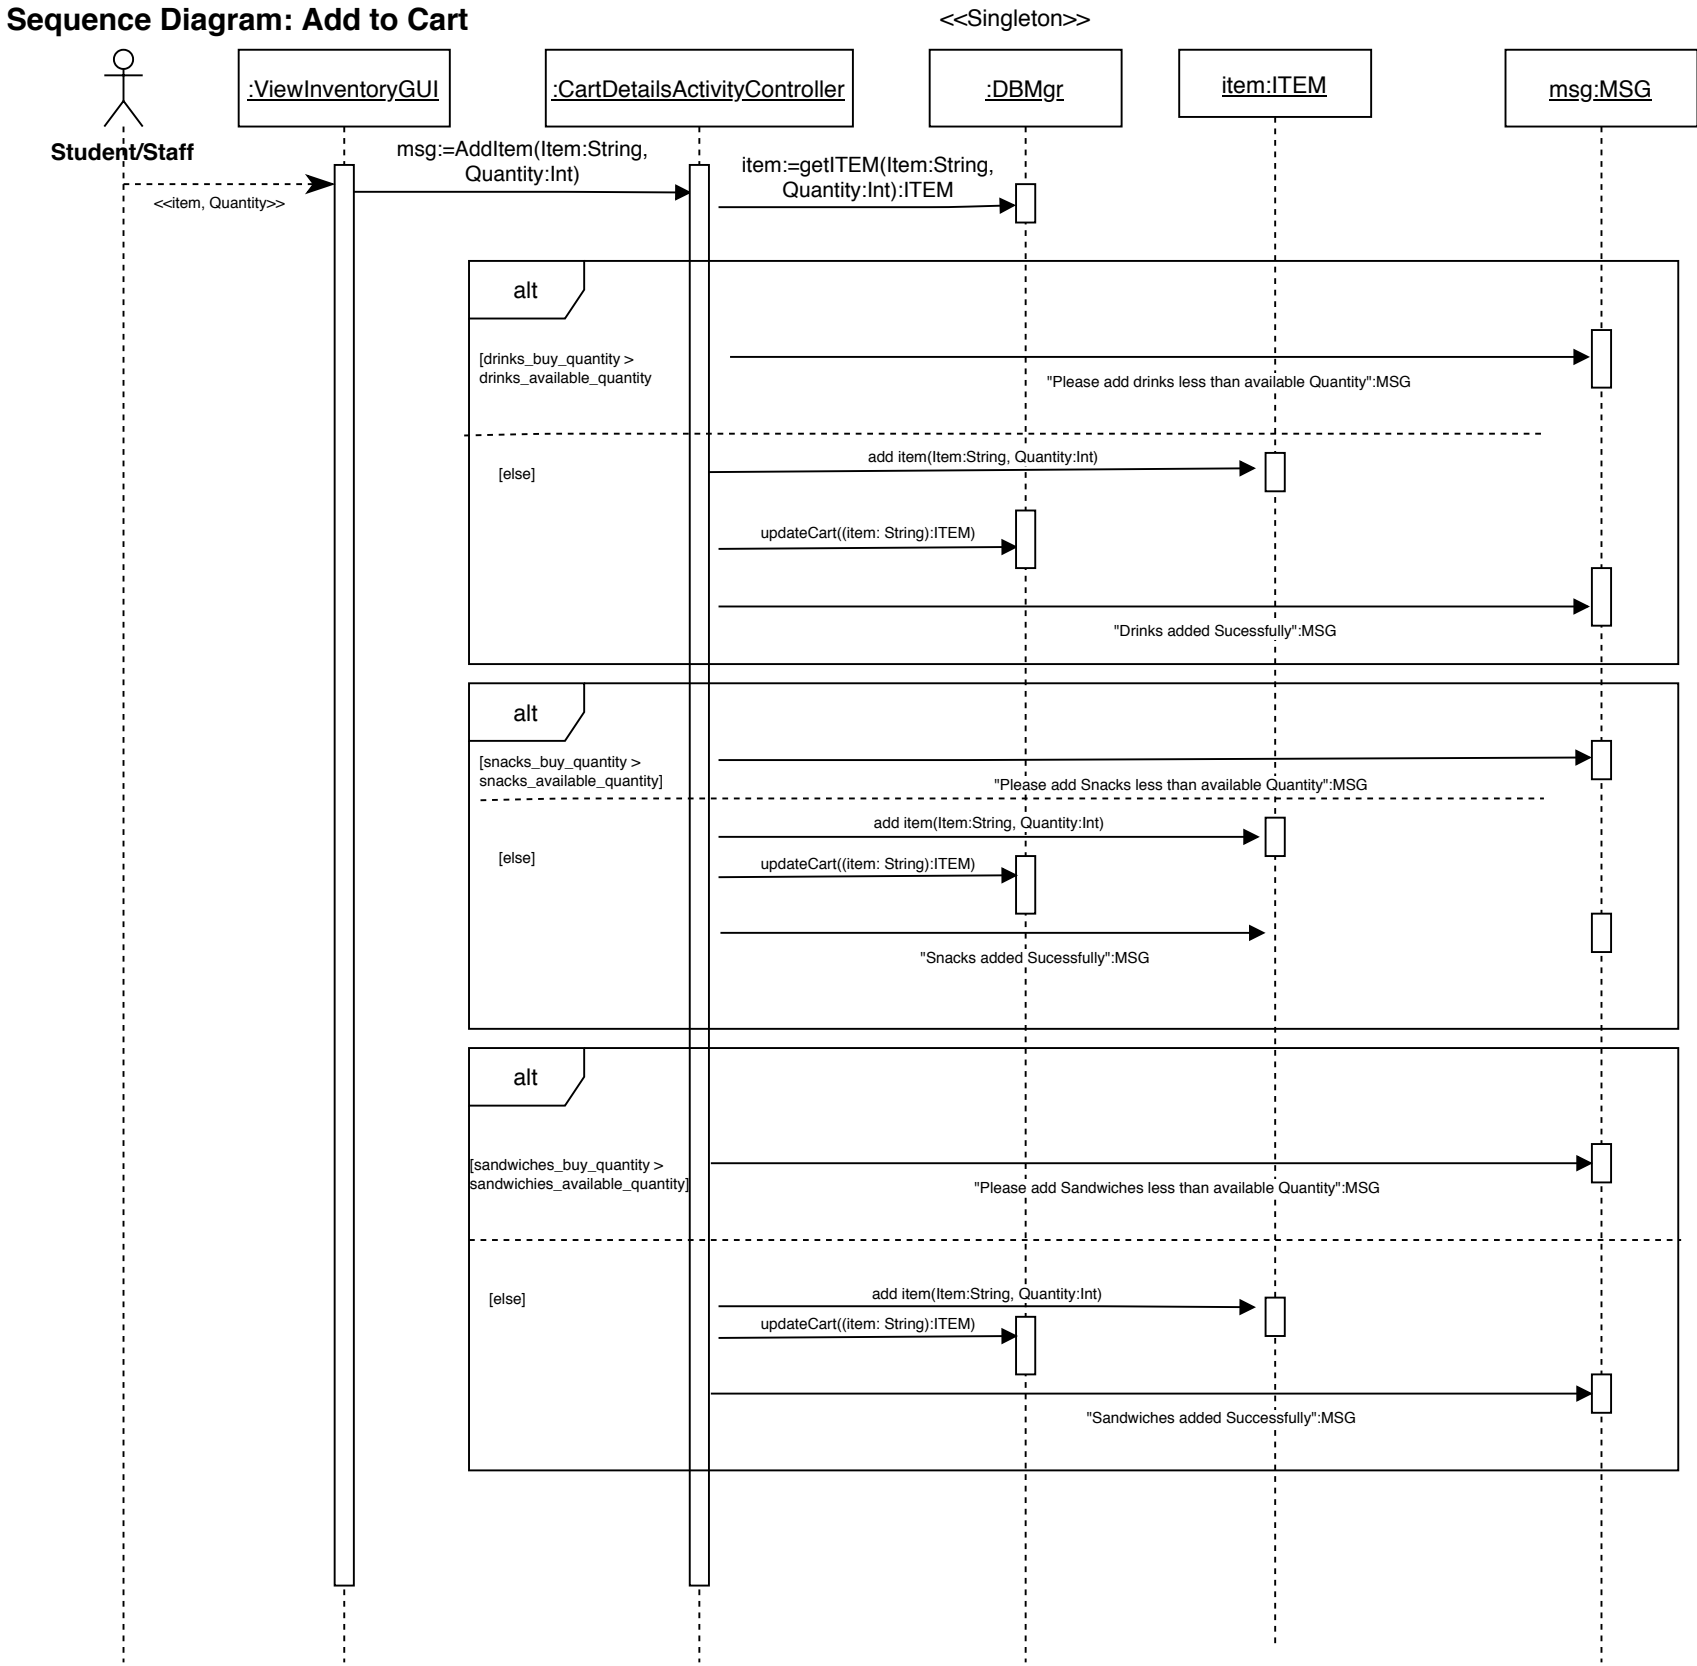 Sequence Diagram: Add to Cart
<<Singleton>>
:ViewInventoryGUI
:CartDetailsActivityController
:DBMgr
item:ITEM
msg:MSG
Student/Staff
msg:=AddItem(Item:String,
Quantity:Int)
item:=getITEM(Item:String,
Quantity:Int):ITEM
<<item, Quantity>>
alt
[drinks_buy_quantity >
drinks_available_quantity
"Please add drinks less than available Quantity":MSG
add item(Item:String, Quantity:Int)
[else]
updateCart((item: String):ITEM)
"Drinks added Sucessfully":MSG
alt
[snacks_buy_quantity >
snacks_available_quantity]
"Please add Snacks less than available Quantity":MSG
add item(Item:String, Quantity:Int)
[else]
updateCart((item: String):ITEM)
"Snacks added Sucessfully":MSG
alt
[sandwiches_buy_quantity >
sandwichies_available_quantity]
"Please add Sandwiches less than available Quantity":MSG
add item(Item:String, Quantity:Int)
[else]
updateCart((item: String):ITEM)
"Sandwiches added Successfully":MSG